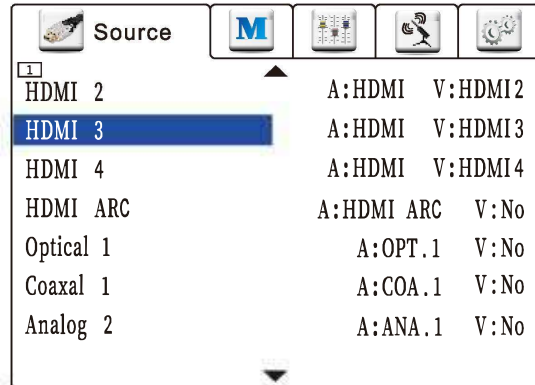 Source M
1
HDMI 2 A:HDMI V:HDMI2
HDMI 3 A:HDMI V:HDMI3
HDMI 4 A:HDMI V:HDMI4
HDMI ARC A:HDMI ARC V:No
Optical 1 A:OPT.1 V:No
Coaxal 1 A:COA.1 V:No
Analog 2 A:ANA.1 V:No